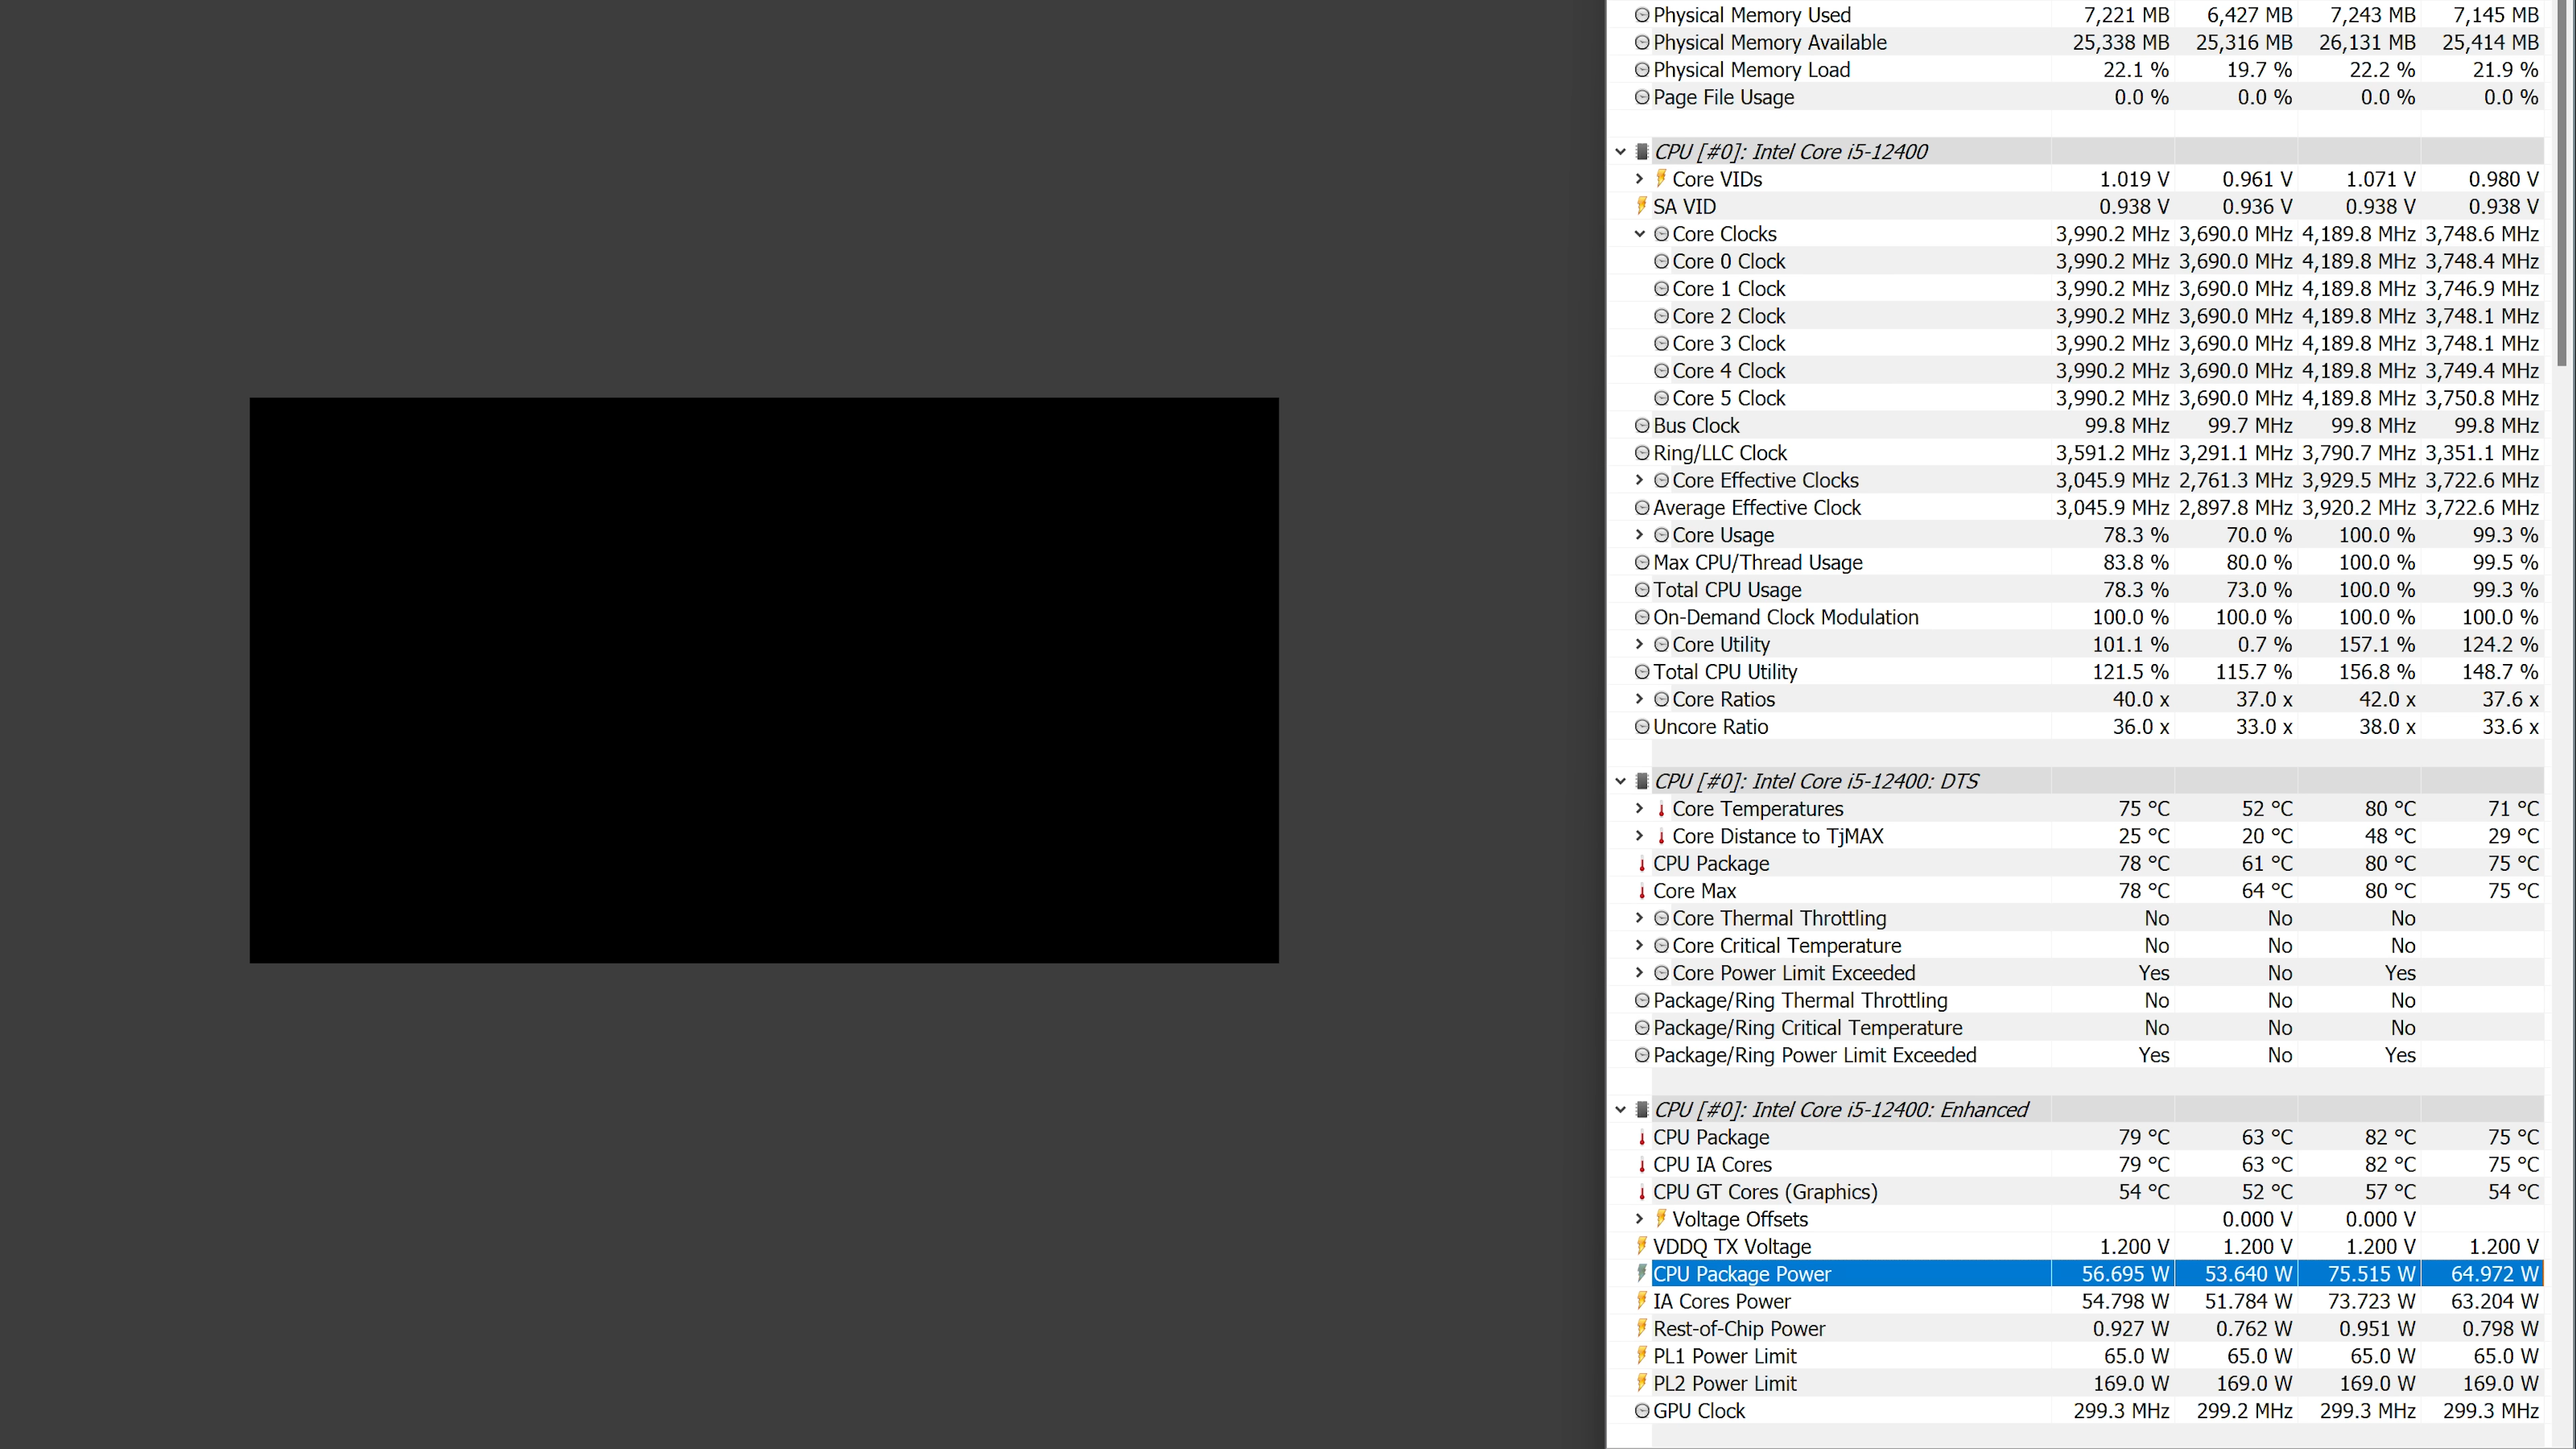 Physical Memory Used 7,221 MB 6,427 MB 7,243 MB 7,145 MB
Physical Memory Available 25,338 MB 25,316 MB 26,131 MB 25,414 MB
Physical Memory Load 22.1 % 19.7 % 22.2 % 21.9 %
Page File Usage 0.0 % 0.0 % 0.0 % 0.0 %
CPU [#0]: Intel Core i5-12400
Core VIDs 1.019 V 0.961 V 1.071 V 0.980 V
SA VID 0.938 V 0.936 V 0.938 V 0.938 V
Core Clocks 3,990.2 MHz 3,690.0 MHz 4,189.8 MHz 3,748.6 MHz
Core 0 Clock 3,990.2 MHz 3,690.0 MHz 4,189.8 MHz 3,748.4 MHz
Core 1 Clock 3,990.2 MHz 3,690.0 MHz 4,189.8 MHz 3,746.9 MHz
Core 2 Clock 3,990.2 MHz 3,690.0 MHz 4,189.8 MHz 3,748.1 MHz
Core 3 Clock 3,990.2 MHz 3,690.0 MHz 4,189.8 MHz 3,748.1 MHz
Core 4 Clock 3,990.2 MHz 3,690.0 MHz 4,189.8 MHz 3,749.4 MHz
Core 5 Clock 3,990.2 MHz 3,690.0 MHz 4,189.8 MHz 3,750.8 MHz
Bus Clock 99.8 MHz 99.7 MHz 99.8 MHz 99.8 MHz
Ring/LLC Clock 3,591.2 MHz 3,291.1 MHz 3,790.7 MHz 3,351.1 MHz
Core Effective Clocks 3,045.9 MHz 2,761.3 MHz 3,929.5 MHz 3,722.6 MHz
Average Effective Clock 3,045.9 MHz 2,897.8 MHz 3,920.2 MHz 3,722.6 MHz
Core Usage 78.3 % 70.0 % 100.0 % 99.3 %
Max CPU/Thread Usage 83.8 % 80.0 % 100.0 % 99.5 %
Total CPU Usage 78.3 % 73.0 % 100.0 % 99.3 %
On-Demand Clock Modulation 100.0 % 100.0 % 100.0 % 100.0 %
Core Utility 101.1 % 0.7 % 157.1 % 124.2 %
Total CPU Utility 121.5 % 115.7 % 156.8 % 148.7 %
Core Ratios 40.0 x 37.0 x 42.0 x 37.6 x
Uncore Ratio 36.0 x 33.0 x 38.0 x 33.6 x
CPU [#0]: Intel Core i5-12400: DTS
Core Temperatures 75 °C 52 °C 80 °C 71 °C
Core Distance to TjMAX 25 °C 20 °C 48 °C 29 °C
CPU Package 78 °C 61 °C 80 °C 75 °C
Core Max 78 °C 64 °C 80 °C 75 °C
Core Thermal Throttling No No No
Core Critical Temperature No No No
Core Power Limit Exceeded Yes No Yes
Package/Ring Thermal Throttling No No No
Package/Ring Critical Temperature No No No
Package/Ring Power Limit Exceeded Yes No Yes
CPU [#0]: Intel Core i5-12400: Enhanced
CPU Package 79 °C 63 °C 82 °C 75 °C
CPU IA Cores 79 °C 63 °C 82 °C 75 °C
CPU GT Cores (Graphics) 54 °C 52 °C 57 °C 54 °C
Voltage Offsets 0.000 V 0.000 V
VDDQ TX Voltage 1.200 V 1.200 V 1.200 V 1.200 V
CPU Package Power 56.695 W 53.640 W 75.515 W 64.972 W
IA Cores Power 54.798 W 51.784 W 73.723 W 63.204 W
Rest-of-Chip Power 0.927 W 0.762 W 0.951 W 0.798 W
PL1 Power Limit 65.0 W 65.0 W 65.0 W 65.0 W
PL2 Power Limit 169.0 W 169.0 W 169.0 W 169.0 W
GPU Clock 299.3 MHz 299.2 MHz 299.3 MHz 299.3 MHz